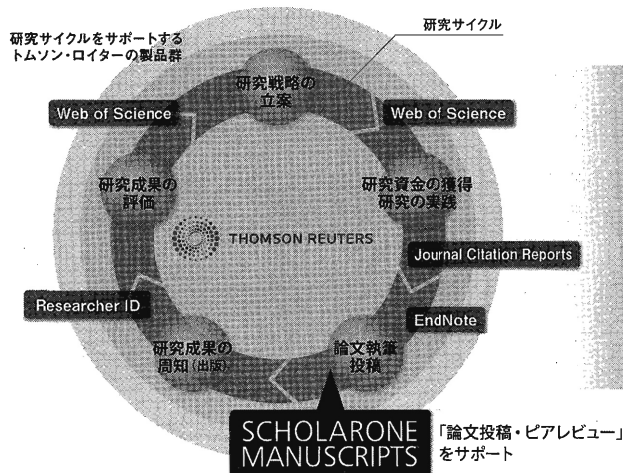 研究サイクルをサポートする
トムソン・ロイターの製品群
研究サイクル
研究戦略の
立案
Web of Science
Web of Science
研究成果の
評価
研究資金の獲得
研究の実践
THOMSON REUTERS
Journal Citation Reports
Researcher ID
EndNote
研究成果の
周知(出版)
論文執筆
投稿
SCHOLARONE
MANUSCRIPTS
「論文投稿・ピアレビュー」
をサポート